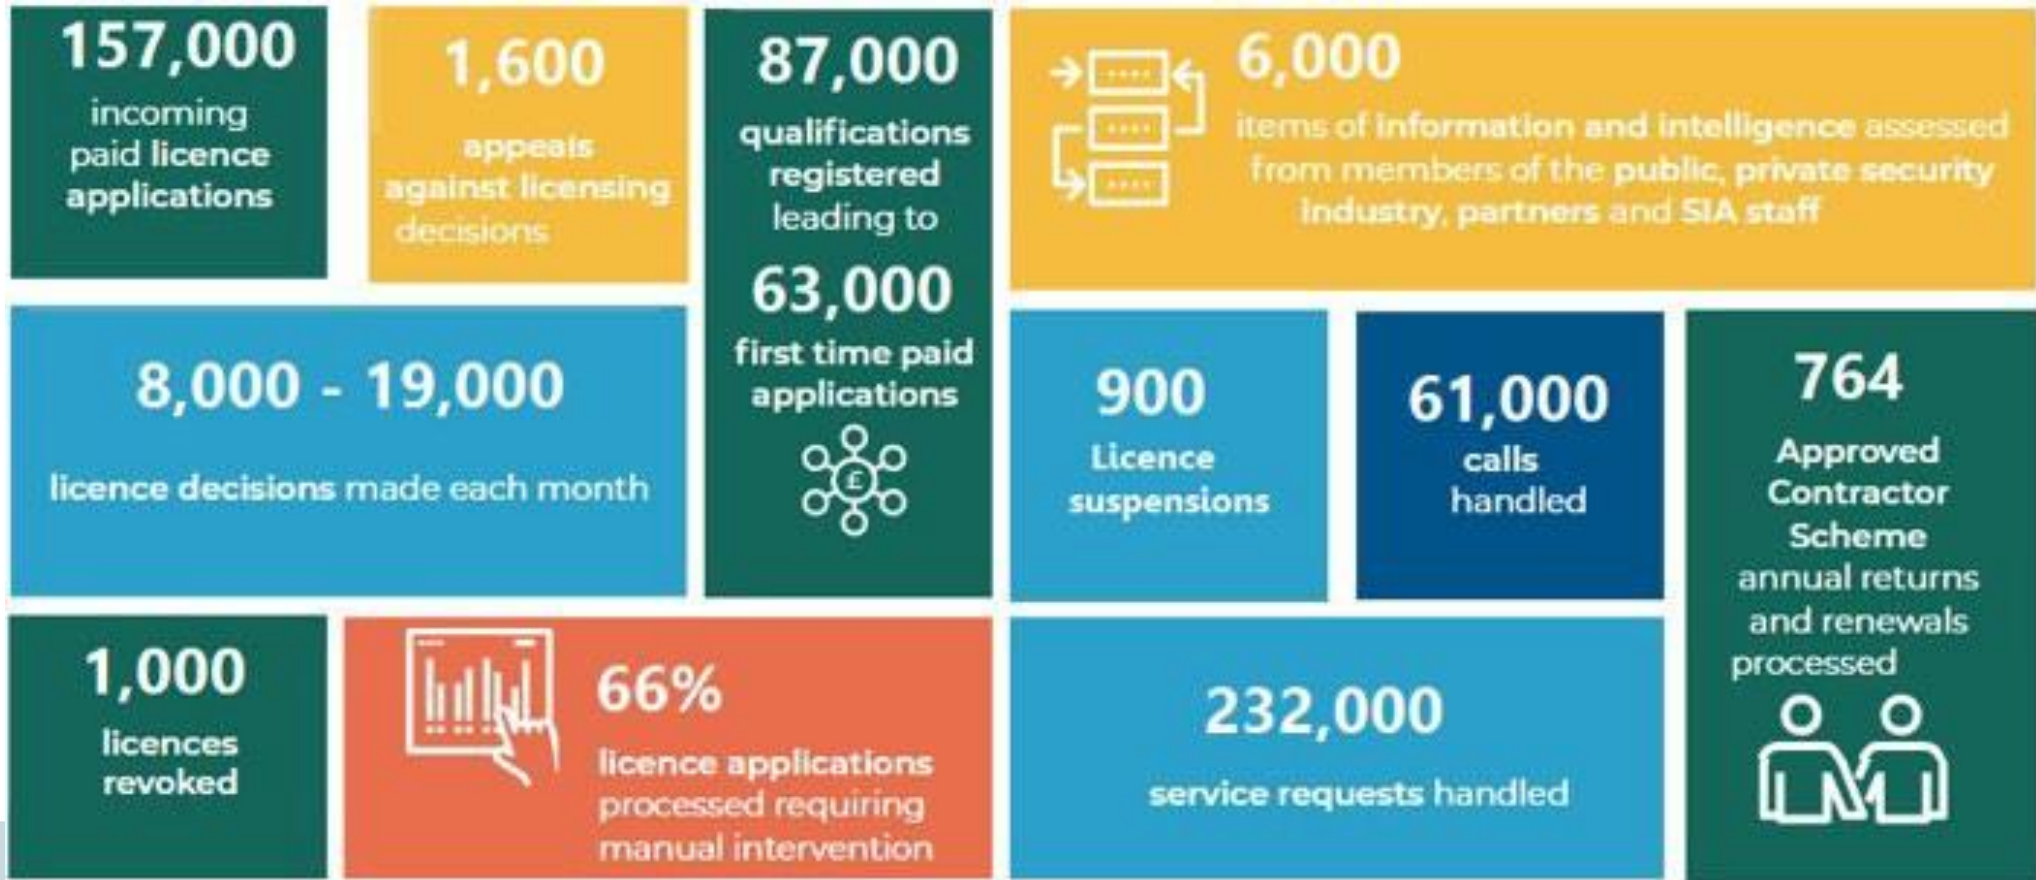 157,000
incoming
paid licence
applications
1,600
appeals
against licensing
decisions
87,000
qualifications
registered
leading to
63,000
first time paid
applications
£
6,000
items of information and intelligence assessed
from members of the public, private security
industry, partners and SIA staff
8,000 - 19,000
licence decisions made each month
900
Licence
suspensions
61,000
calls
handled
764
Approved
Contractor
Scheme
annual returns
and renewals
processed
1,000
licences
revoked
66%
licence applications
processed requiring
manual intervention
232,000
service requests handled